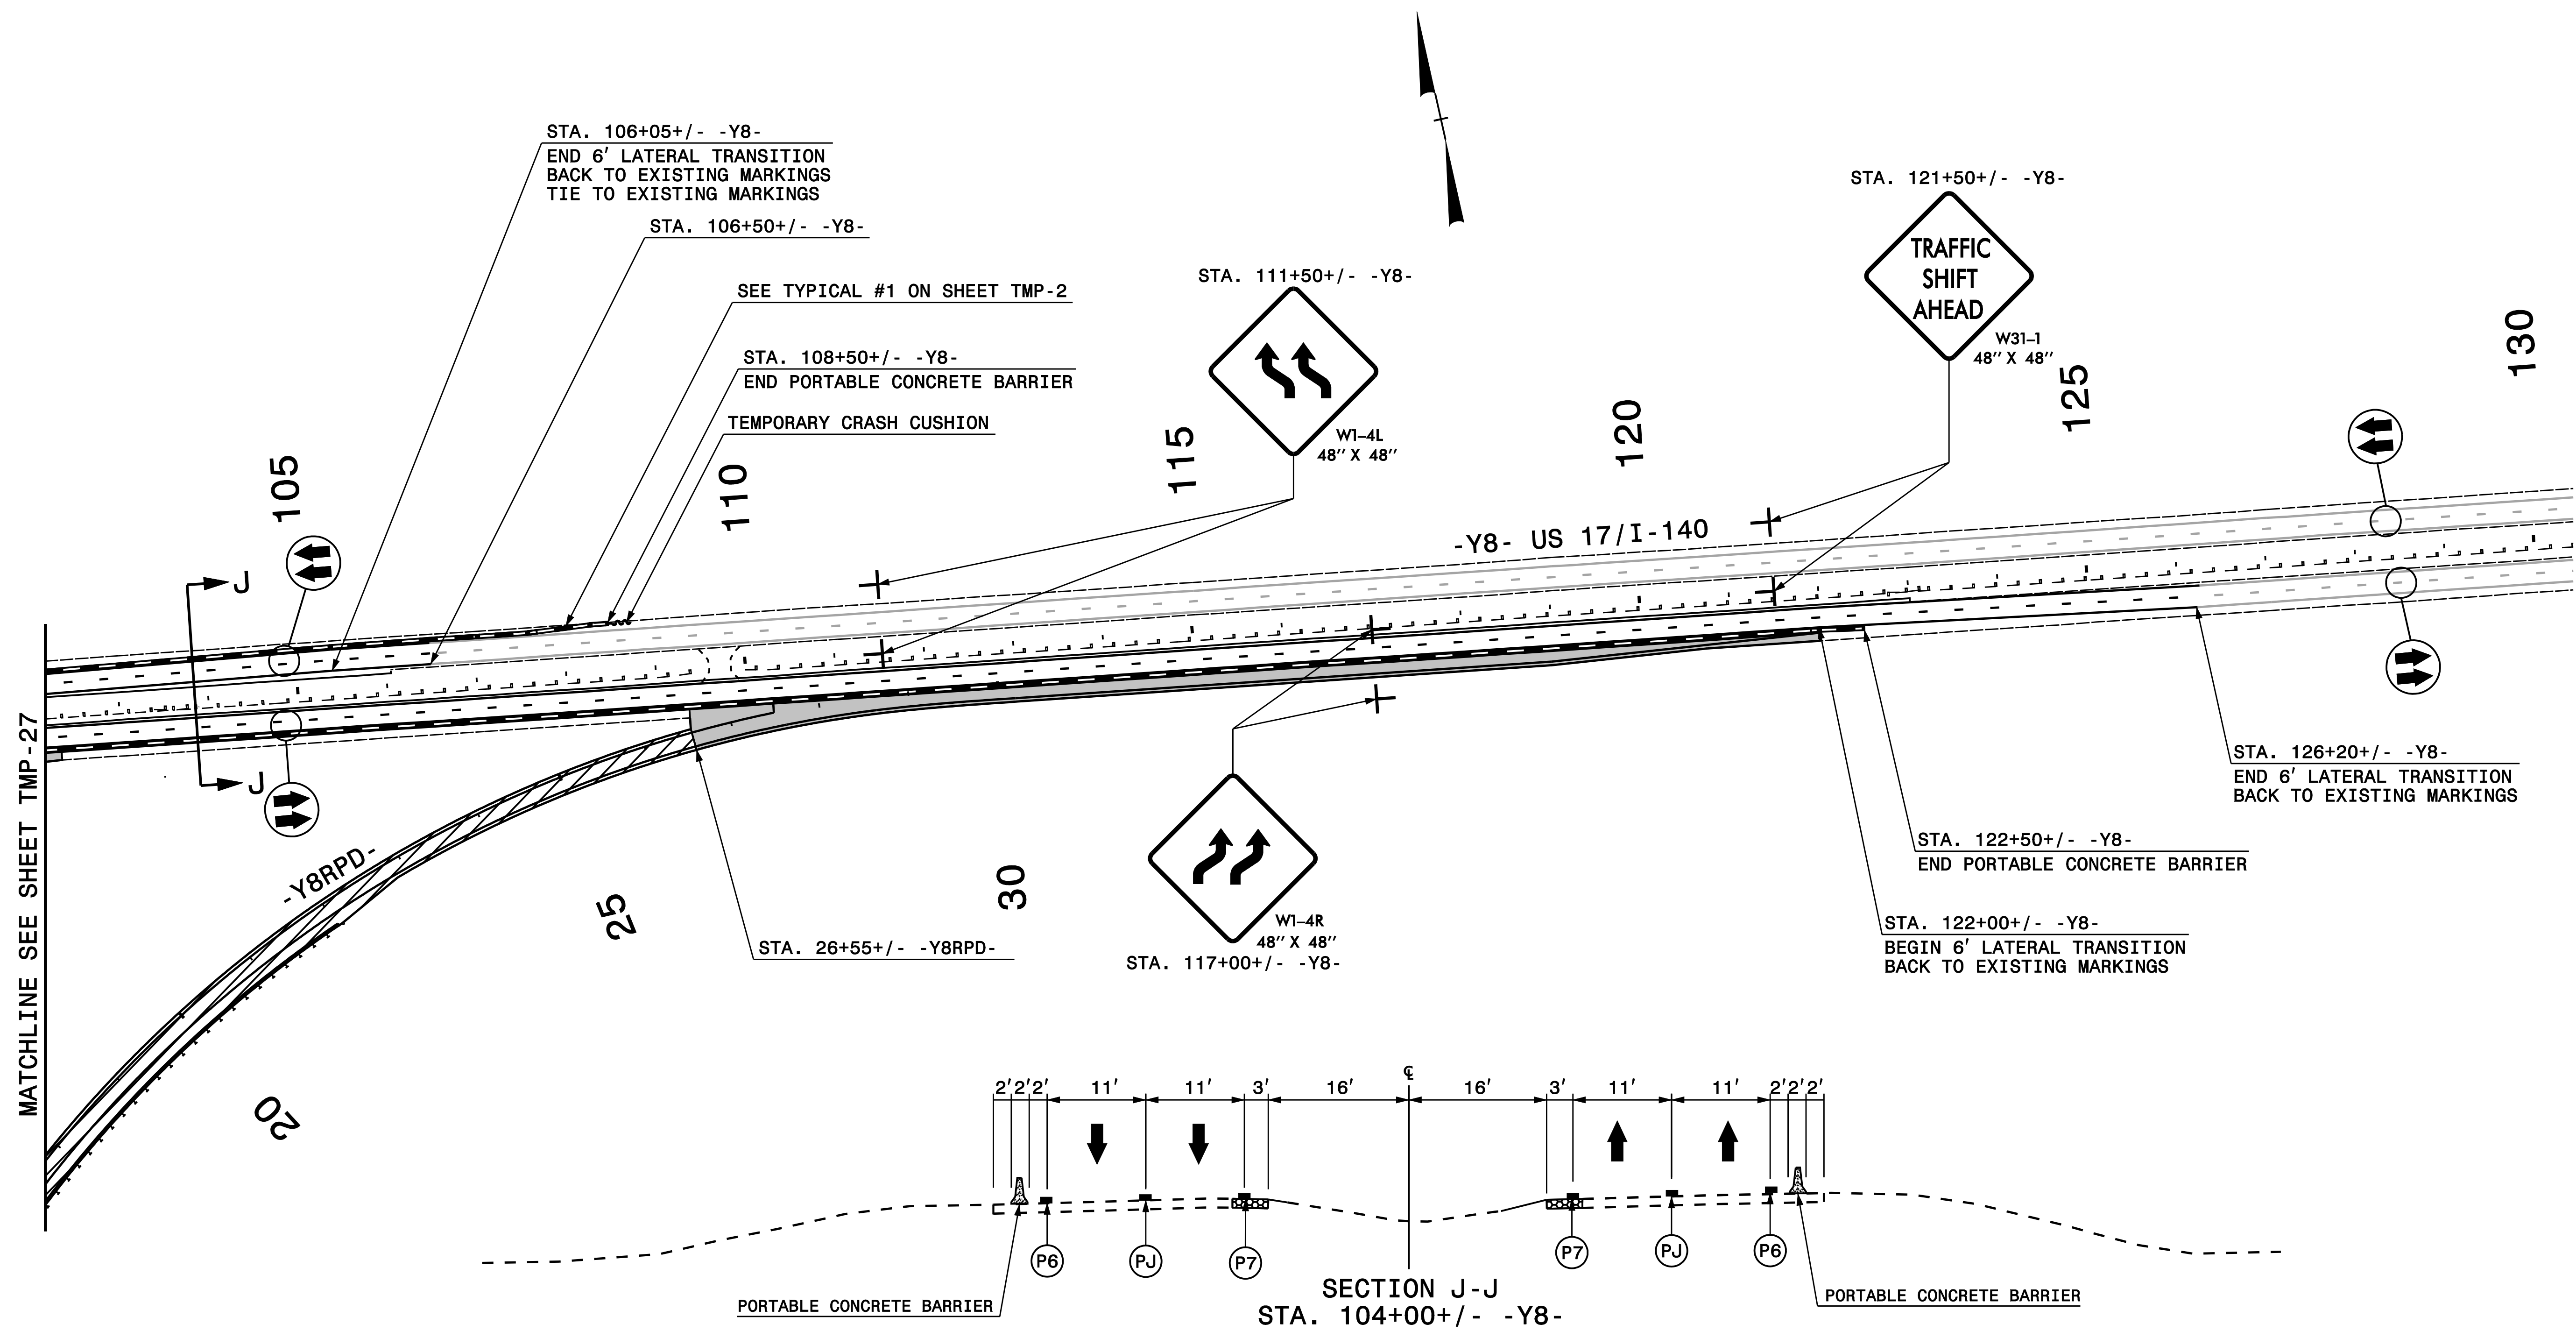 STA. 106+05+/- -Y8-
END 6' LATERAL TRANSITION
BACK TO EXISTING MARKINGS
TIE TO EXISTING MARKINGS
STA. 106+50+/- -Y8-
SEE TYPICAL #1 ON SHEET TMP-2
STA. 108+50+/- -Y8-
END PORTABLE CONCRETE BARRIER
TEMPORARY CRASH CUSHION
STA. 111+50+/- -Y8-
W1-4L
48" X 48"
STA. 121+50+/- -Y8-
TRAFFIC
SHIFT
AHEAD
W31-1
48" X 48"
105
110
115
120
125
130
-Y8- US 17/I-140
J
J
MATCHLINE SEE SHEET TMP-27
-Y8RPD-
20
25
30
STA. 26+55+/- -Y8RPD-
W1-4R
48" X 48"
STA. 117+00+/- -Y8-
STA. 126+20+/- -Y8-
END 6' LATERAL TRANSITION
BACK TO EXISTING MARKINGS
STA. 122+50+/- -Y8-
END PORTABLE CONCRETE BARRIER
STA. 122+00+/- -Y8-
BEGIN 6' LATERAL TRANSITION
BACK TO EXISTING MARKINGS
℄
2' 2' 2' 11' 11' 3' 16' 16' 3' 11' 11' 2' 2' 2'
P6 PJ P7 P7 PJ P6
PORTABLE CONCRETE BARRIER
PORTABLE CONCRETE BARRIER
SECTION J-J
STA. 104+00+/- -Y8-